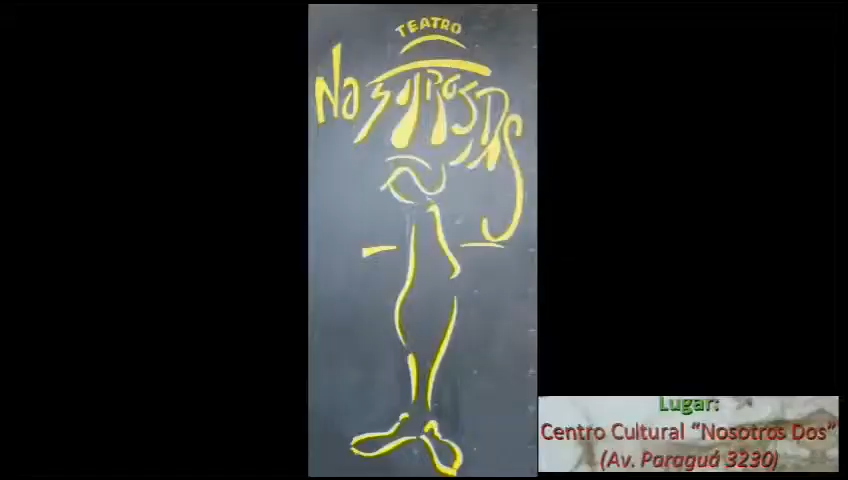 TEATRO
Nosotros Dos
Lugar:
Centro Cultural “Nosotros Dos”
(Av. Paraguá 3230)